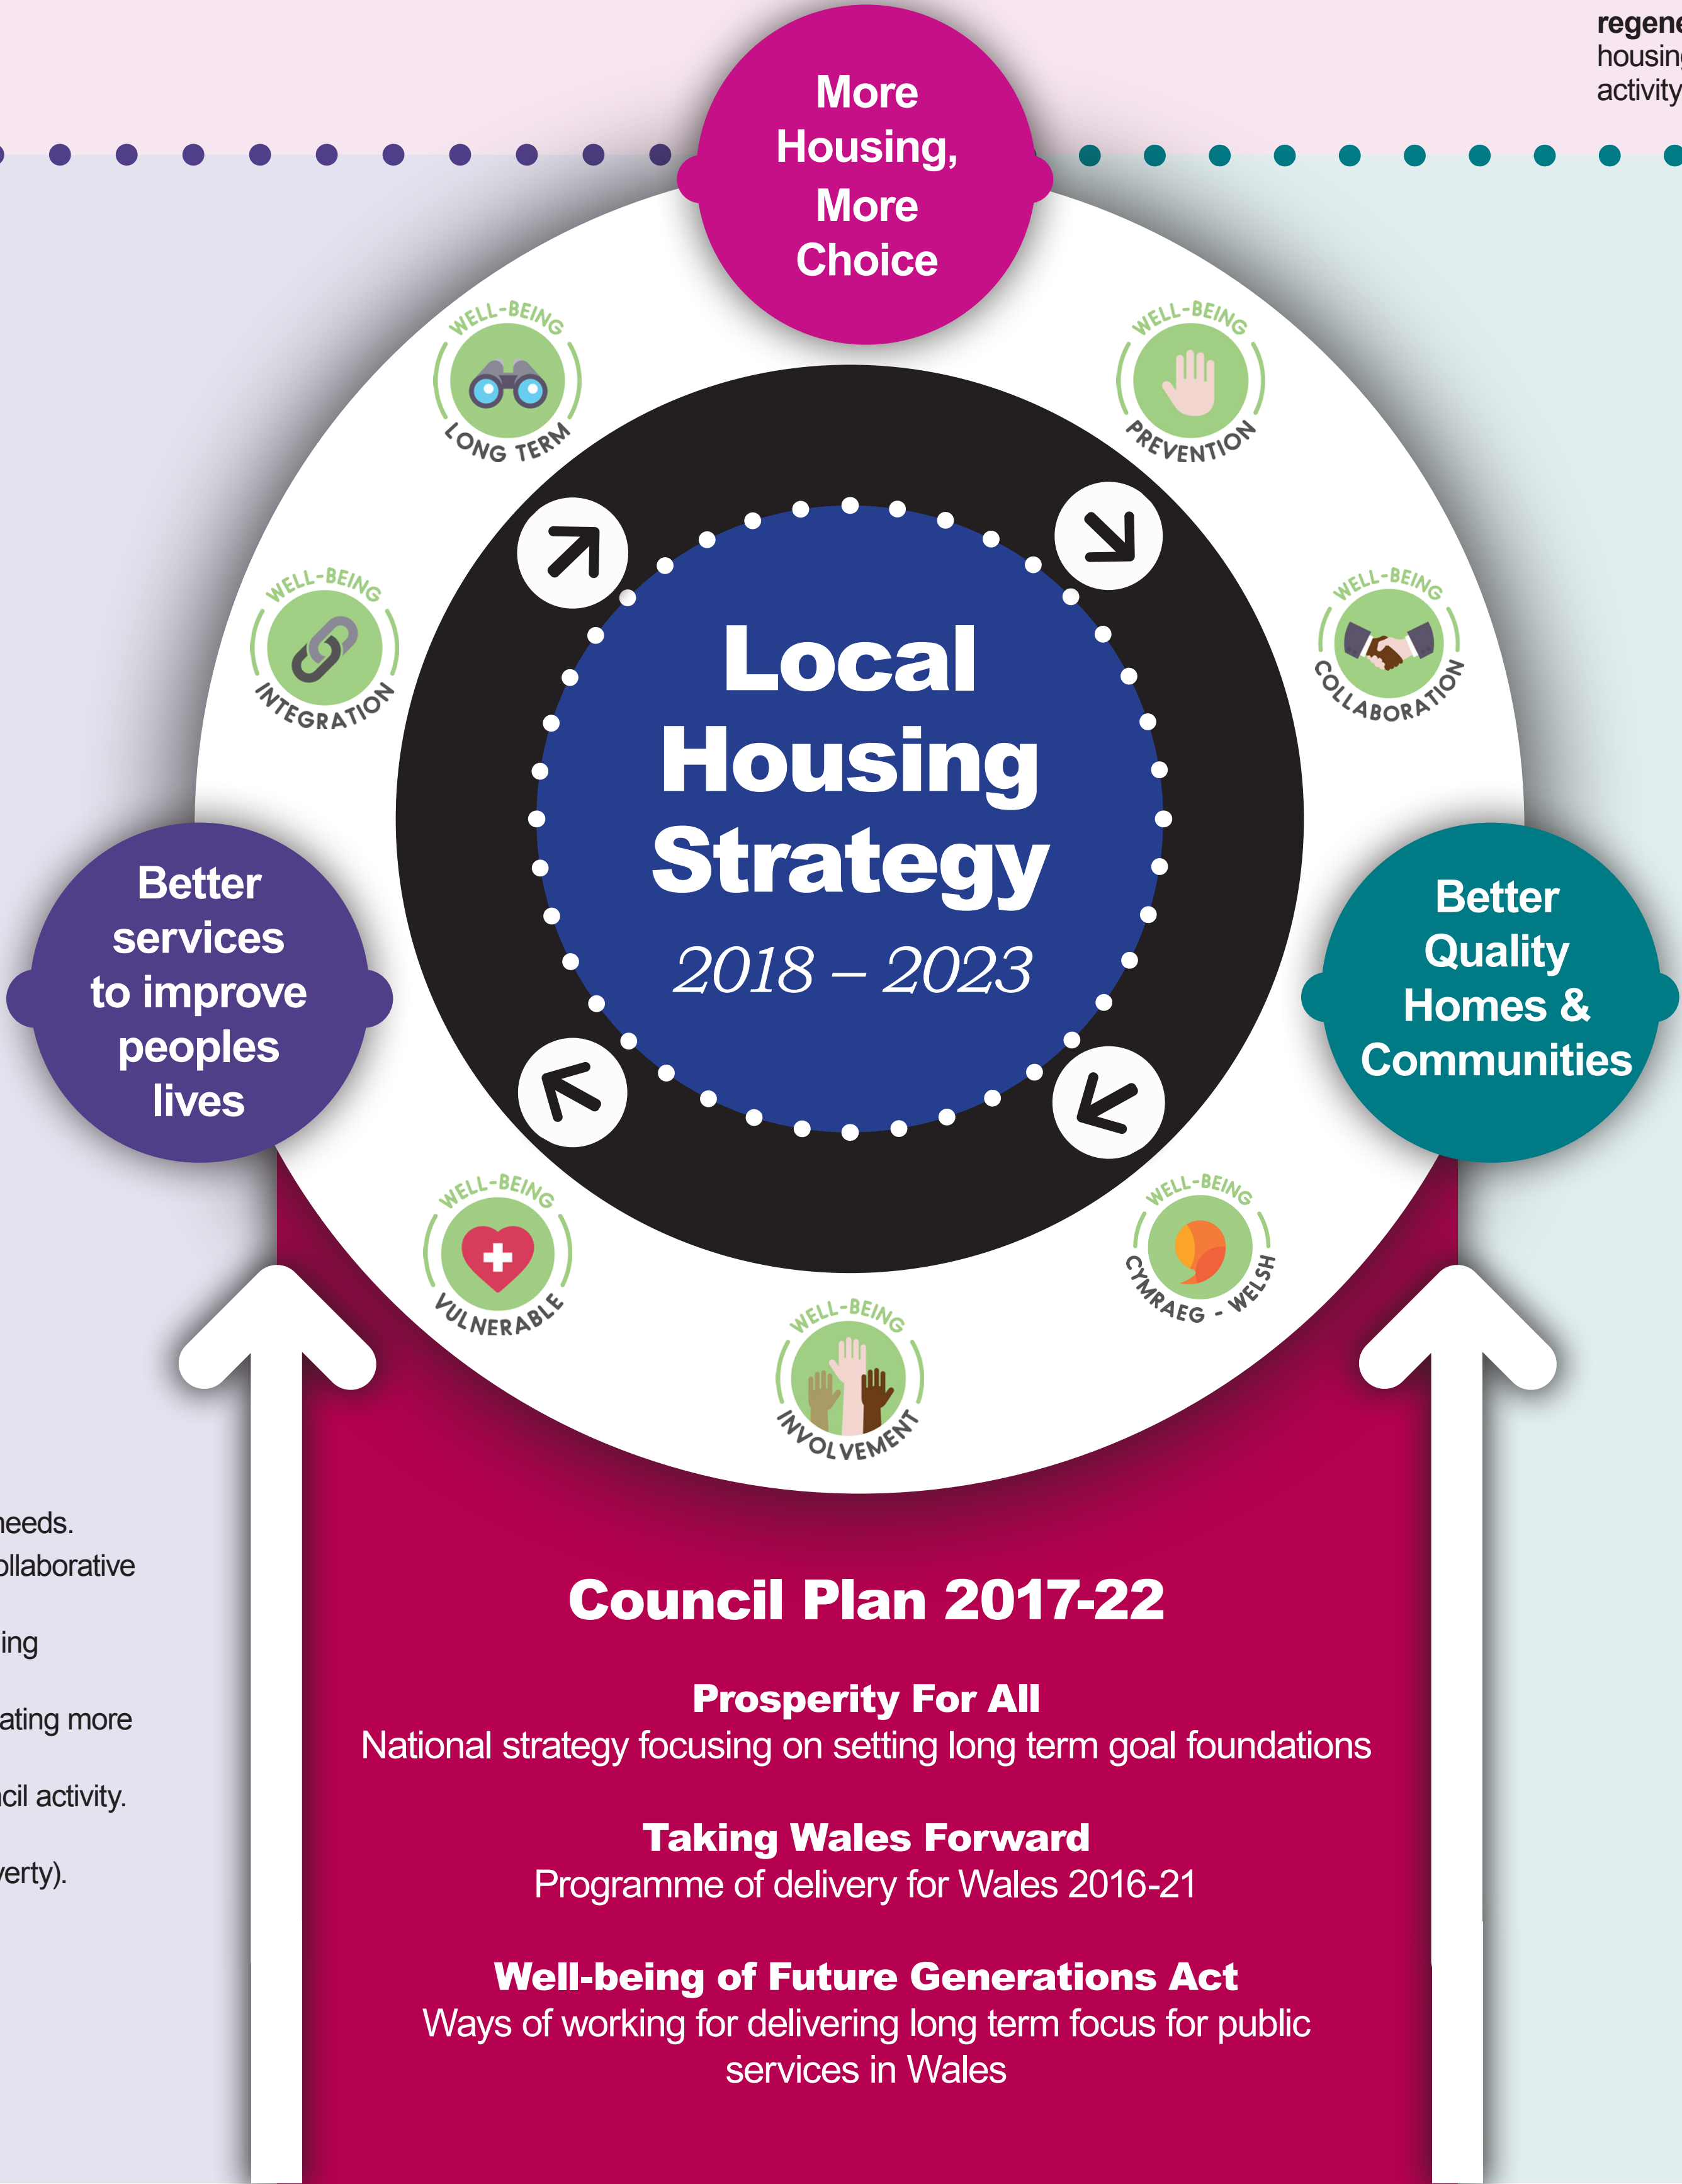 regene
housing
activity
More
Housing,
More
Choice
WELL-BEING
LONG TERM
WELL-BEING
PREVENTION
WELL-BEING
INTEGRATION
WELL-BEING
COLLABORATION
Local
Housing
Strategy
2018 – 2023
Better
services
to improve
peoples
lives
Better
Quality
Homes &
Communities
WELL-BEING
VULNERABLE
WELL-BEING
CYMRAEG - WELSH
WELL-BEING
INVOLVEMENT
needs.
ollaborative
ing
ating more
cil activity.
verty).
Council Plan 2017-22
Prosperity For All
National strategy focusing on setting long term goal foundations
Taking Wales Forward
Programme of delivery for Wales 2016-21
Well-being of Future Generations Act
Ways of working for delivering long term focus for public
services in Wales